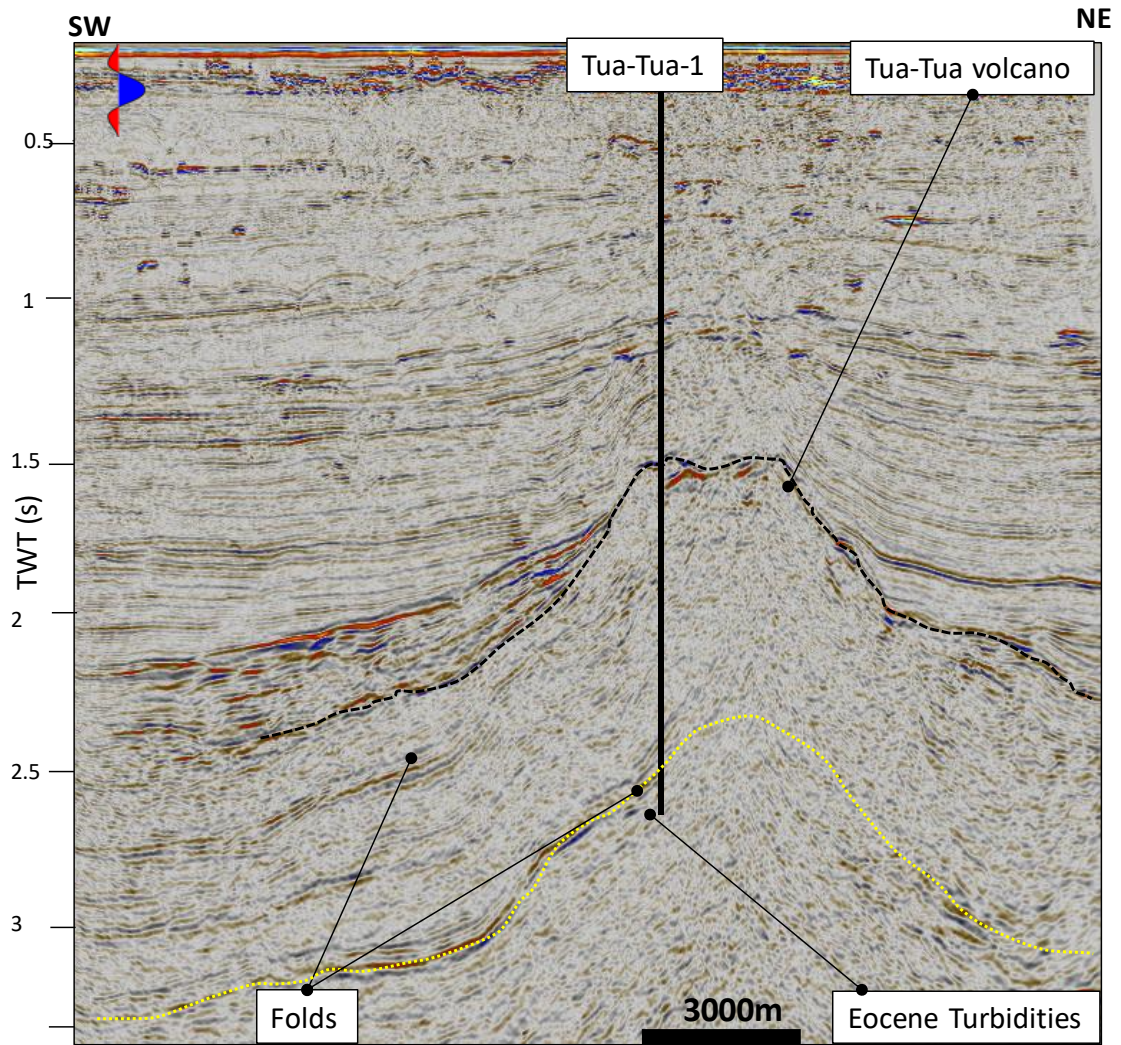 SW
NE
Tua-Tua-1
Tua-Tua volcano
0.5
1
1.5
TWT (s)
2
2.5
3
3000m
Folds
Eocene Turbidities